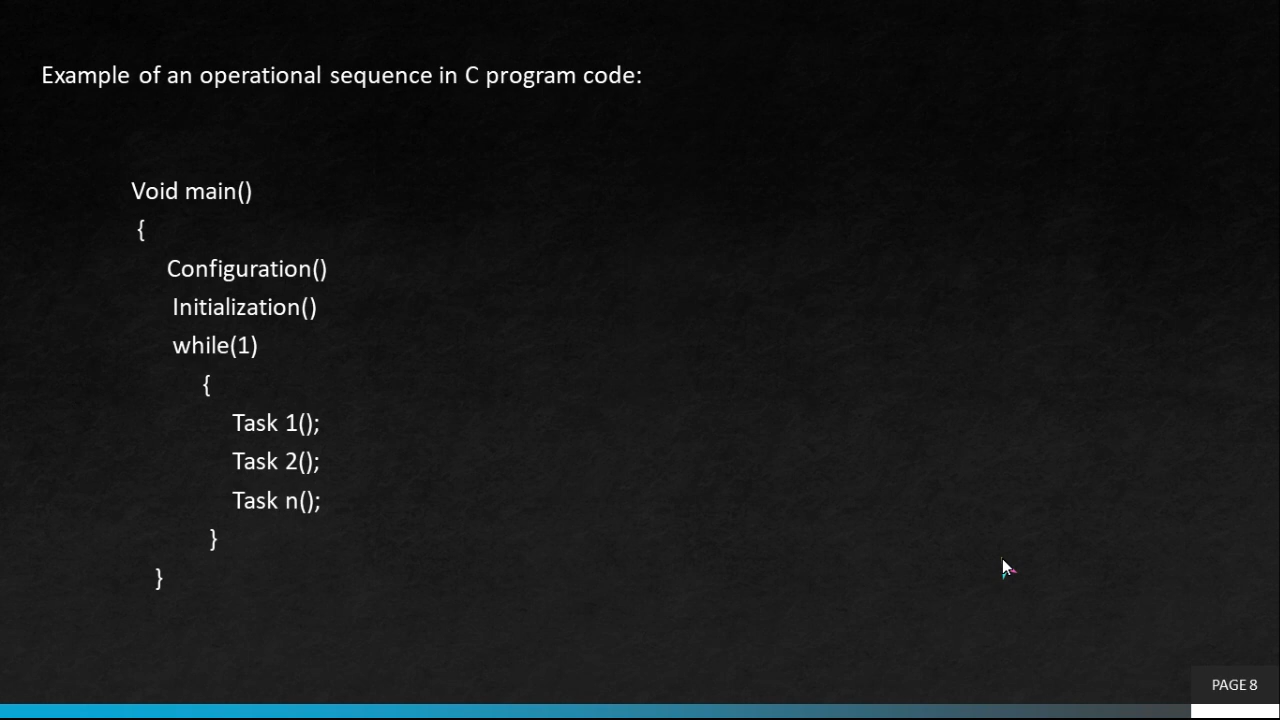 Example of an operational sequence in C program code:
Void main()
{
Configuration()
Initialization()
while(1)
{
Task 1();
Task 2();
Task n();
}
}
PAGE 8